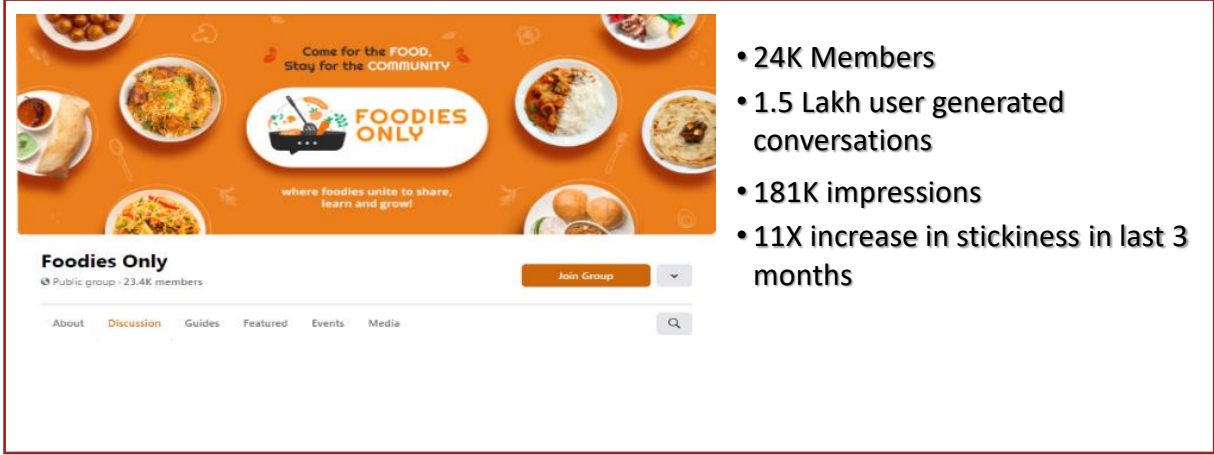 Come for the FOOD,
Stay for the COMMUNITY
FOODIES
ONLY
where foodies unite to share,
learn and grow!
Foodies Only
Public group · 23.4K members
Join Group
About Discussion Guides Featured Events Media
• 24K Members
• 1.5 Lakh user generated
conversations
• 181K impressions
• 11X increase in stickiness in last 3
months